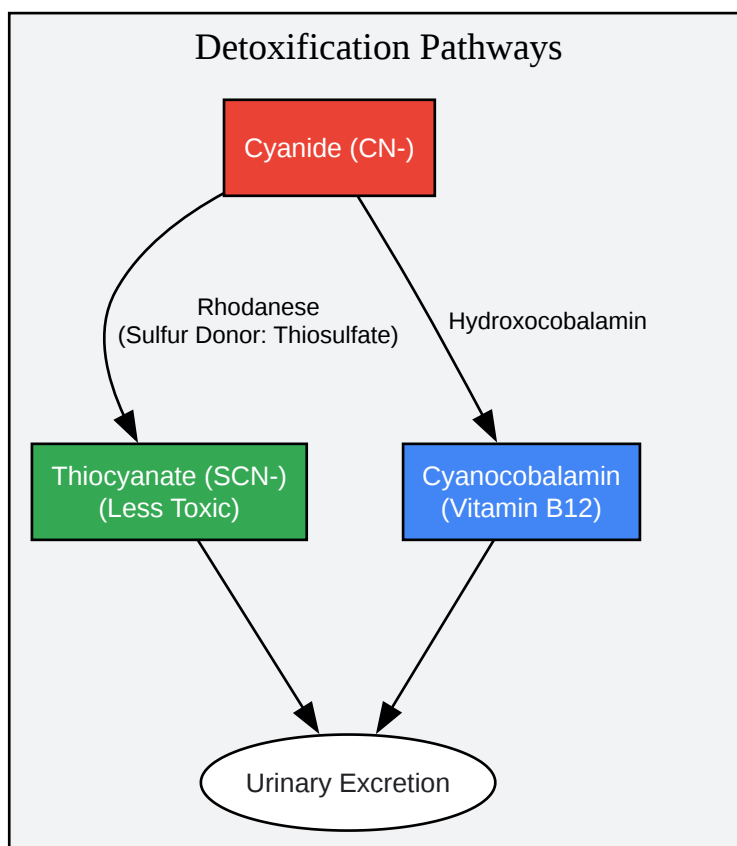 Detoxification Pathways
Cyanide (CN-)
Rhodanese
(Sulfur Donor: Thiosulfate)
Hydroxocobalamin
Thiocyanate (SCN-)
(Less Toxic)
Cyanocobalamin
(Vitamin B12)
Urinary Excretion